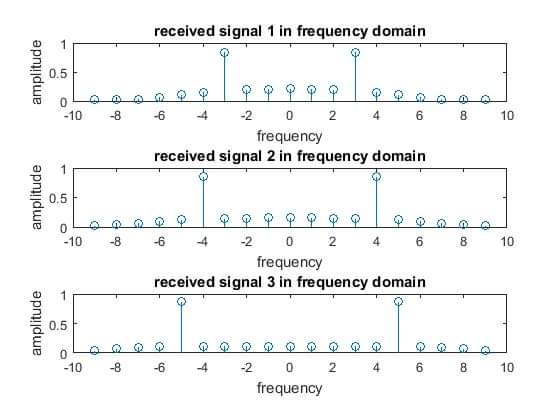 received signal 1 in frequency domain
amplitude
1
0.5
0
-10 -8 -6 -4 -2 0 2 4 6 8 10
frequency
received signal 2 in frequency domain
amplitude
1
0.5
0
-10 -8 -6 -4 -2 0 2 4 6 8 10
frequency
received signal 3 in frequency domain
amplitude
1
0.5
0
-10 -8 -6 -4 -2 0 2 4 6 8 10
frequency